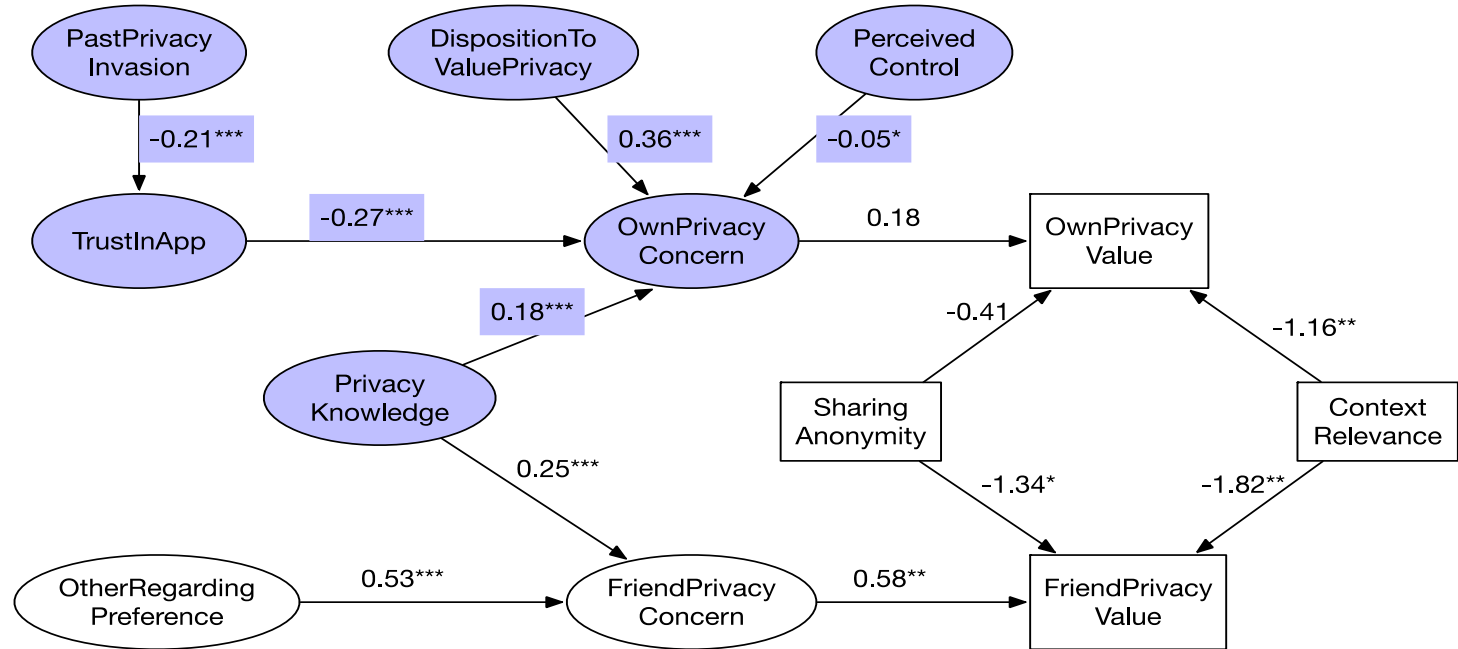 PastPrivacy
Invasion
DispositionTo
ValuePrivacy
Perceived
Control
-0.21***
0.36***
-0.05*
TrustInApp
-0.27***
OwnPrivacy
Concern
0.18
OwnPrivacy
Value
0.18***
-0.41
-1.16**
Privacy
Knowledge
Sharing
Anonymity
Context
Relevance
0.25***
-1.34*
-1.82**
OtherRegarding
Preference
0.53***
FriendPrivacy
Concern
0.58**
FriendPrivacy
Value